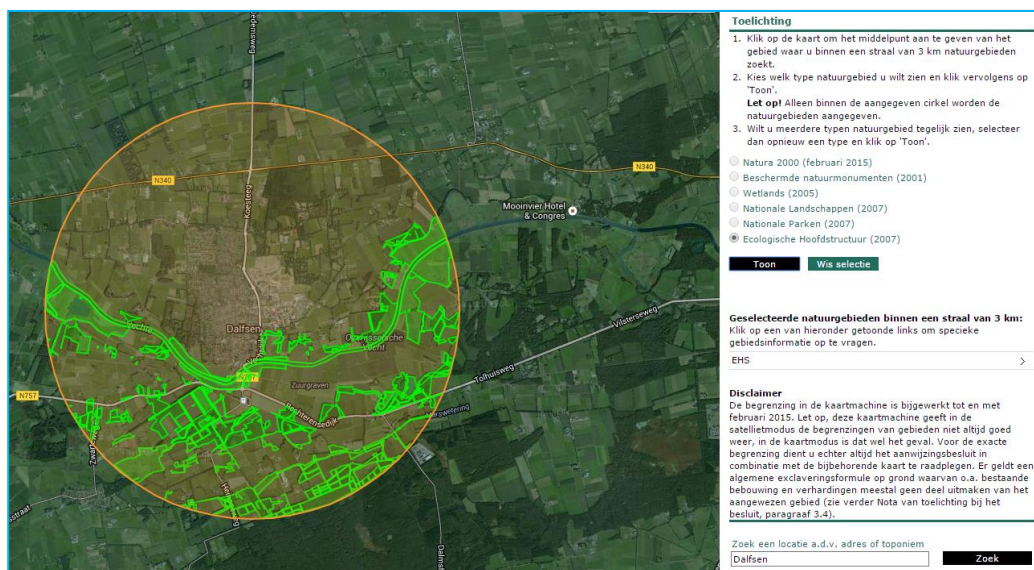 edensweg
N340
Koesteeg
N340
Mooirivier Hotel
& Congres
Dalfsen
Vecht
Vilsterseweg
Tolhuisweg
Zuurgraven
N757
Rechterensedijk
Toelichting
1. Klik op de kaart om het middelpunt aan te geven van het
gebied waar u binnen een straal van 3 km natuurgebieden
zoekt.
2. Kies welk type natuurgebied u wilt zien en klik vervolgens op
'Toon'.
Let op! Alleen binnen de aangegeven cirkel worden de
natuurgebieden aangegeven.
3. Wilt u meerdere typen natuurgebied tegelijk zien, selecteer
dan opnieuw een type en klik op 'Toon'.
Natura 2000 (februari 2015)
Beschermde natuurmonumenten (2001)
Wetlands (2005)
Nationale Landschappen (2007)
Nationale Parken (2007)
Ecologische Hoofdstructuur (2007)
Toon Wis selectie
Geselecteerde natuurgebieden binnen een straal van 3 km:
Klik op een van hieronder getoonde links om specieke
gebiedsinformatie op te vragen.
EHS
Disclaimer
De begrenzing in de kaartmachine is bijgewerkt tot en met
februari 2015. Let op, deze kaartmachine geeft in de
satellietmodus de begrenzingen van gebieden niet altijd goed
weer, in de kaartmodus is dat wel het geval. Voor de exacte
begrenzing dient u echter altijd het aanwijzingsbesluit in
combinatie met de bijbehorende kaart te raadplegen. Er geldt een
algemene exclaveringsformule op grond waarvan o.a. bestaande
bebouwing en verhardingen meestal geen deel uitmaken van het
aangewezen gebied (zie verder Nota van toelichting bij het
besluit, paragraaf 3.4).
Zoek een locatie a.d.v. adres of toponiem
Dalfsen Zoek